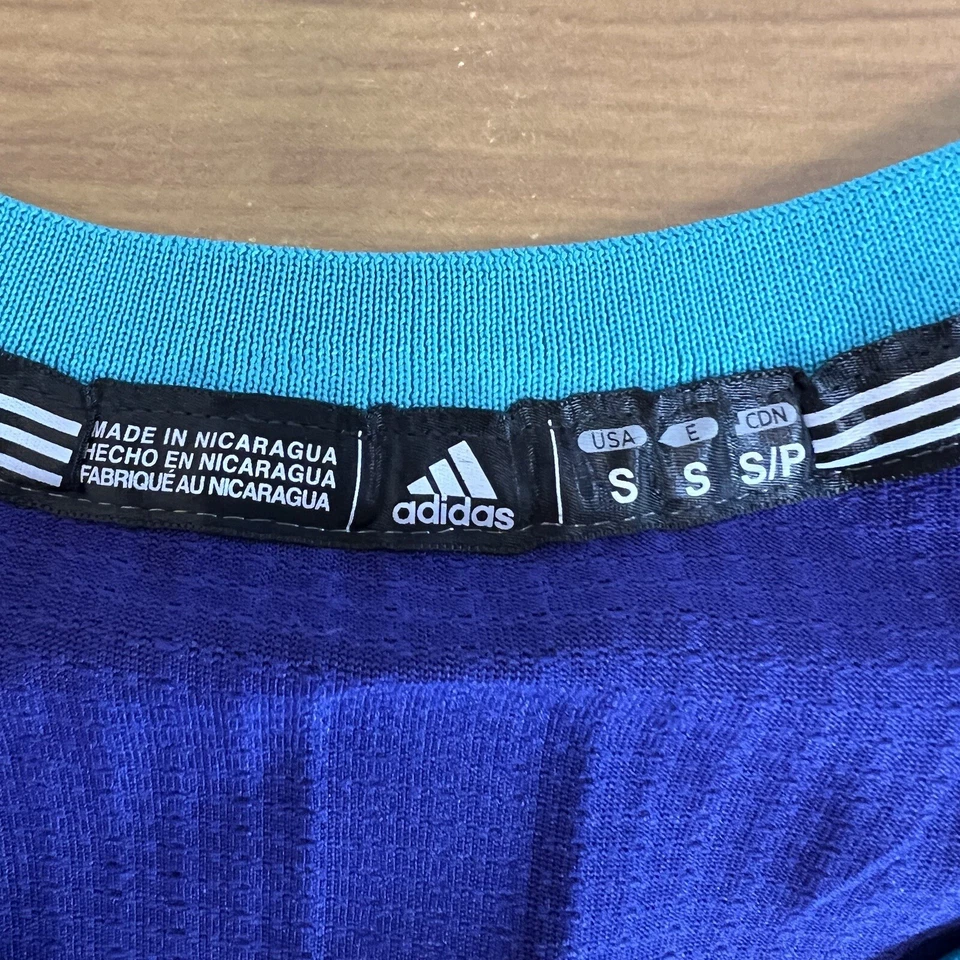 MADE IN NICARAGUA
HECHO EN NICARAGUA
FABRIQUÉ AU NICARAGUA
adidas
USA E CDN
S S S/P